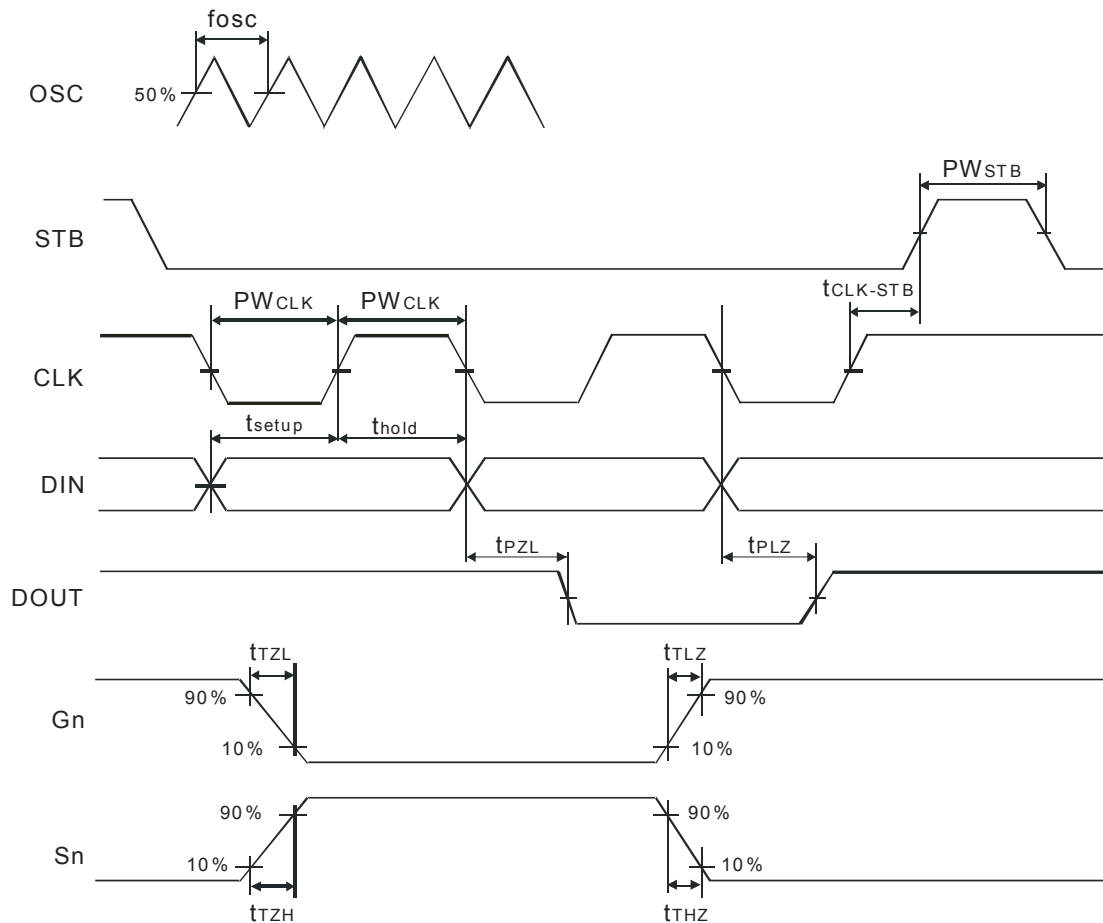 fosc
OSC
50%
PWSTB
STB
tCLK-STB
PWCLK PWCLK
CLK
tsetup thold
DIN
tPZL tPLZ
DOUT
tTZL tTLZ
90% 90%
Gn
10% 10%
90% 90%
Sn
10% 10%
tTZH tTHZ